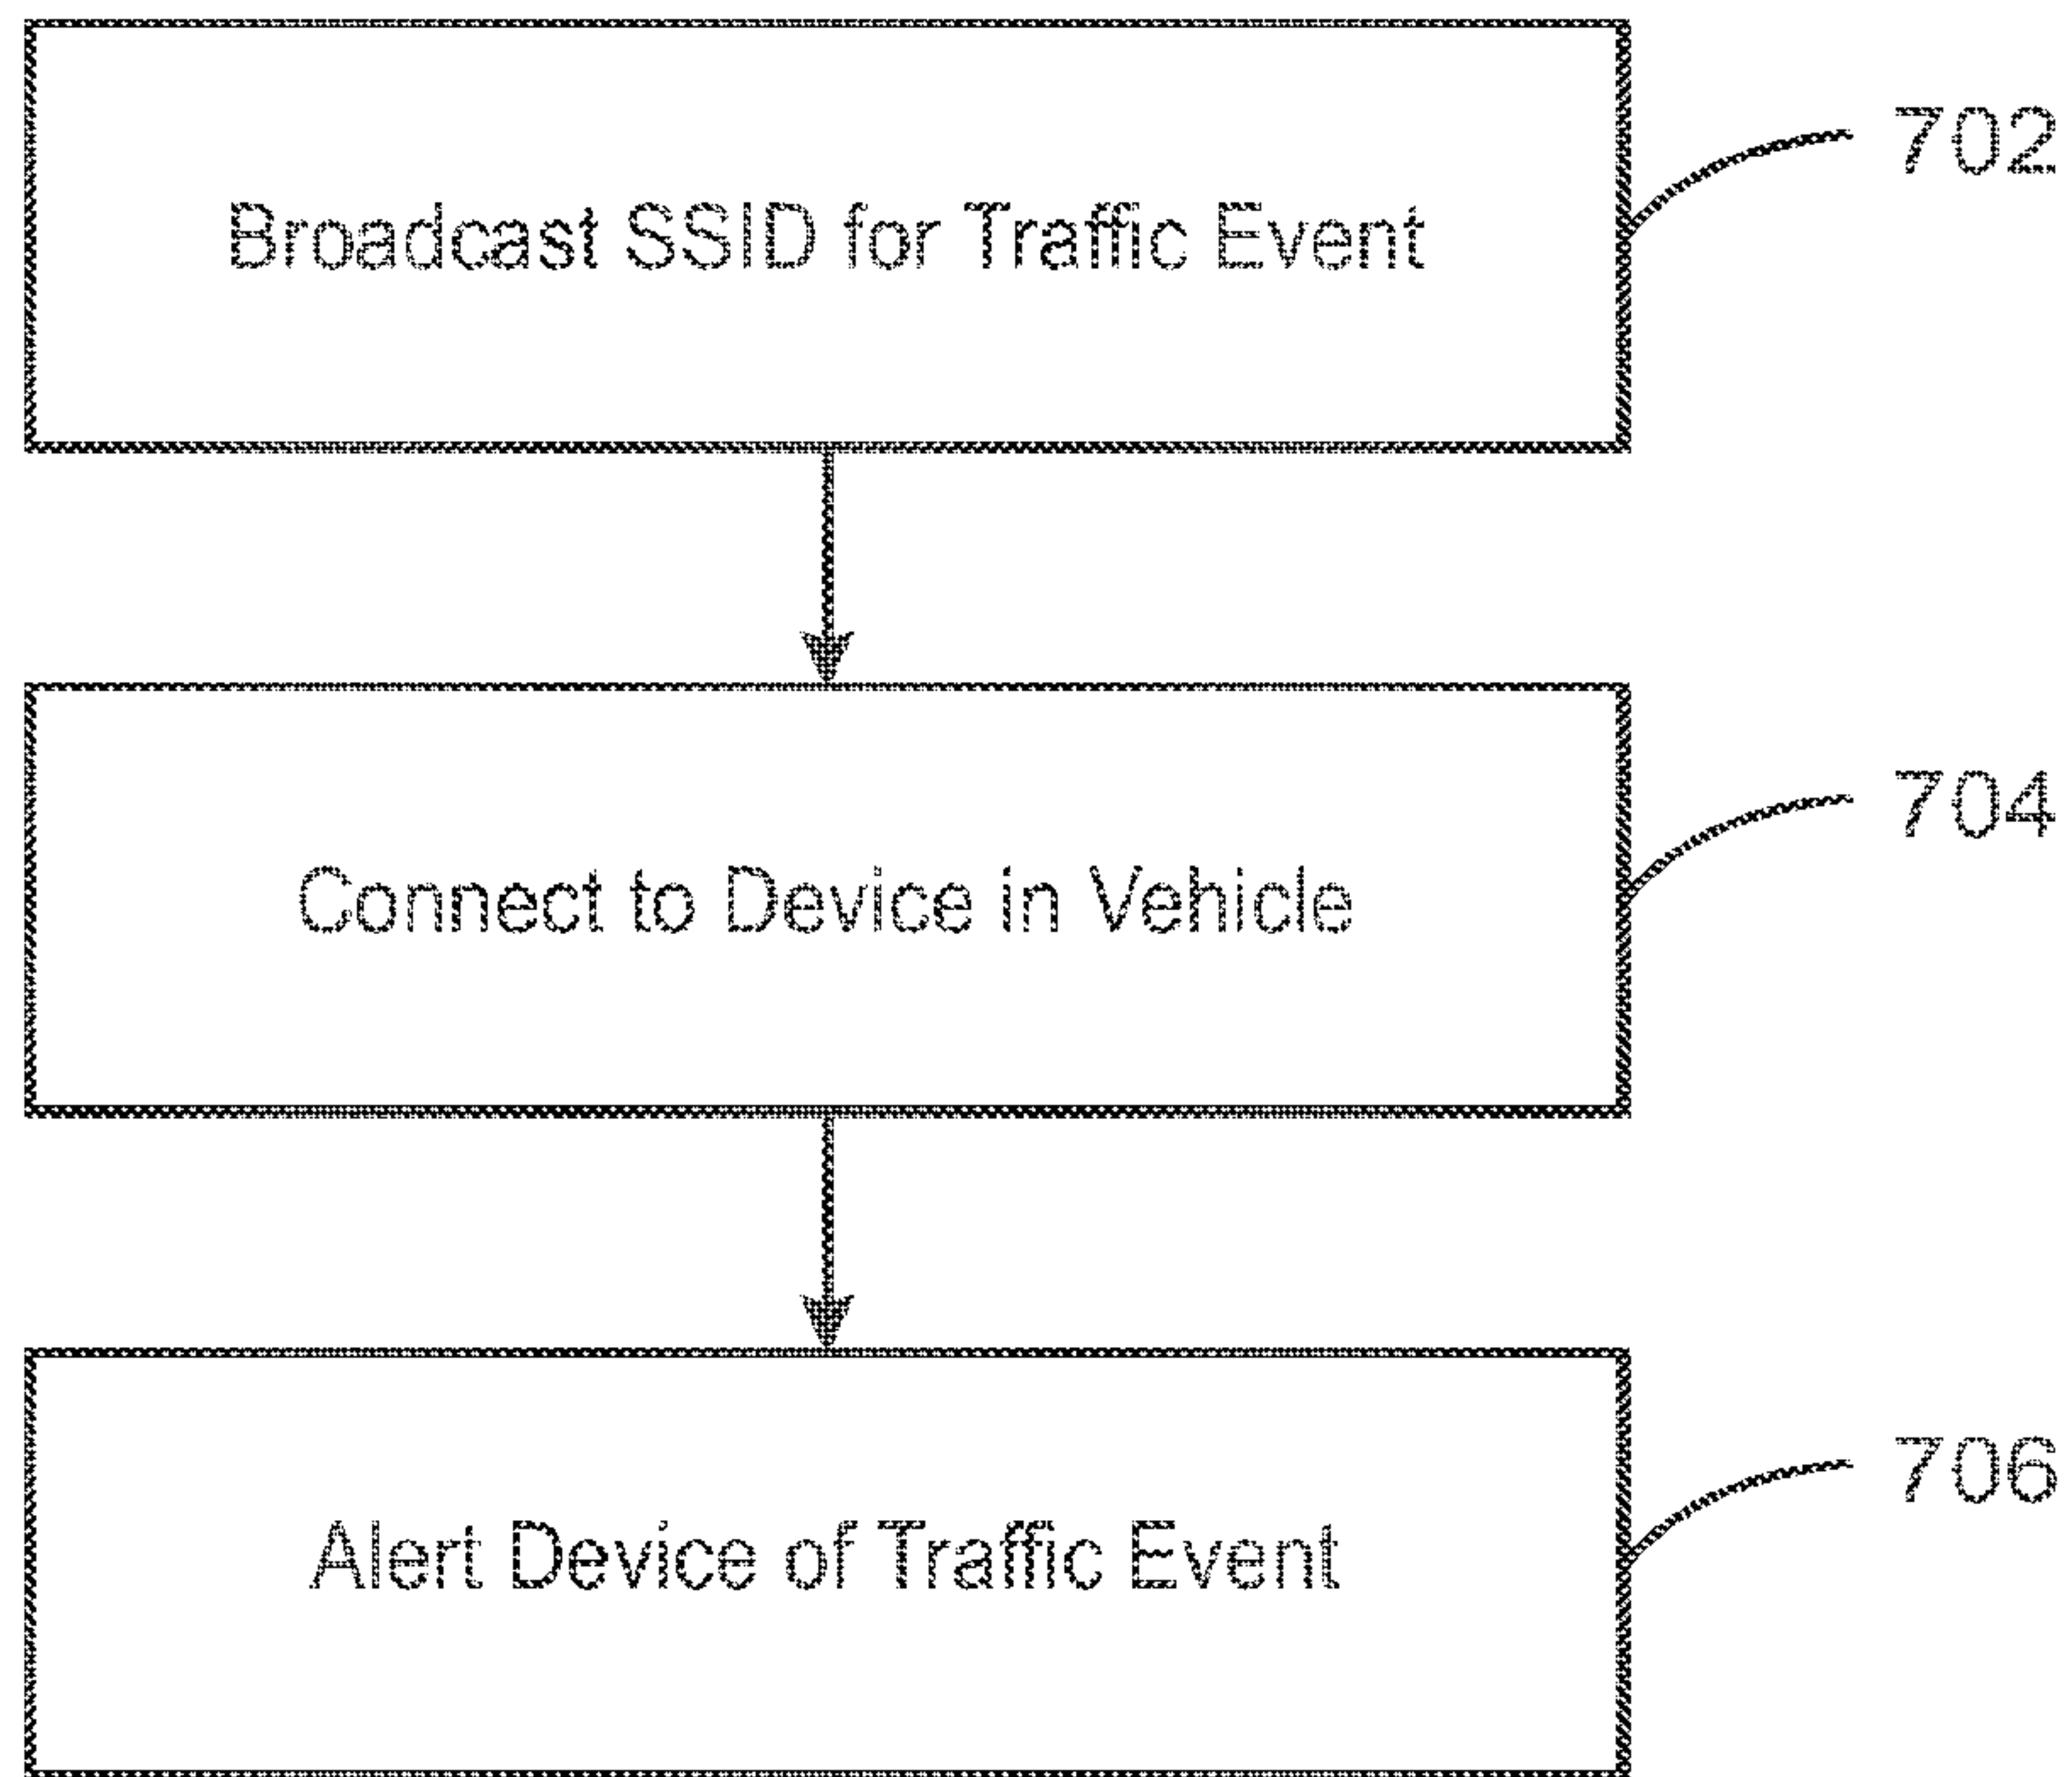 Broadcast SSID for Traffic Event
702
Connect to Device in Vehicle
704
Alert Device of Traffic Event
706